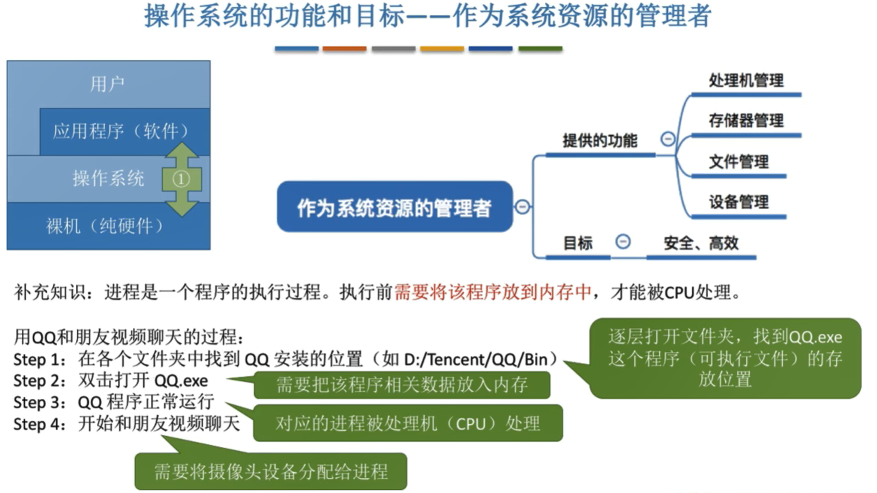 操作系统的功能和目标——作为系统资源的管理者
用户
应用程序（软件）
操作系统
①
裸机（纯硬件）
作为系统资源的管理者
提供的功能
处理机管理
存储器管理
文件管理
设备管理
目标
安全、高效
补充知识：进程是一个程序的执行过程。执行前需要将该程序放到内存中，才能被CPU处理。
用QQ和朋友视频聊天的过程：
Step 1：在各个文件夹中找到 QQ 安装的位置（如 D:/Tencent/QQ/Bin）
逐层打开文件夹，找到QQ.exe
这个程序（可执行文件）的存
放位置
Step 2：双击打开 QQ.exe
需要把该程序相关数据放入内存
Step 3：QQ 程序正常运行
对应的进程被处理机（CPU）处理
Step 4：开始和朋友视频聊天
需要将摄像头设备分配给进程